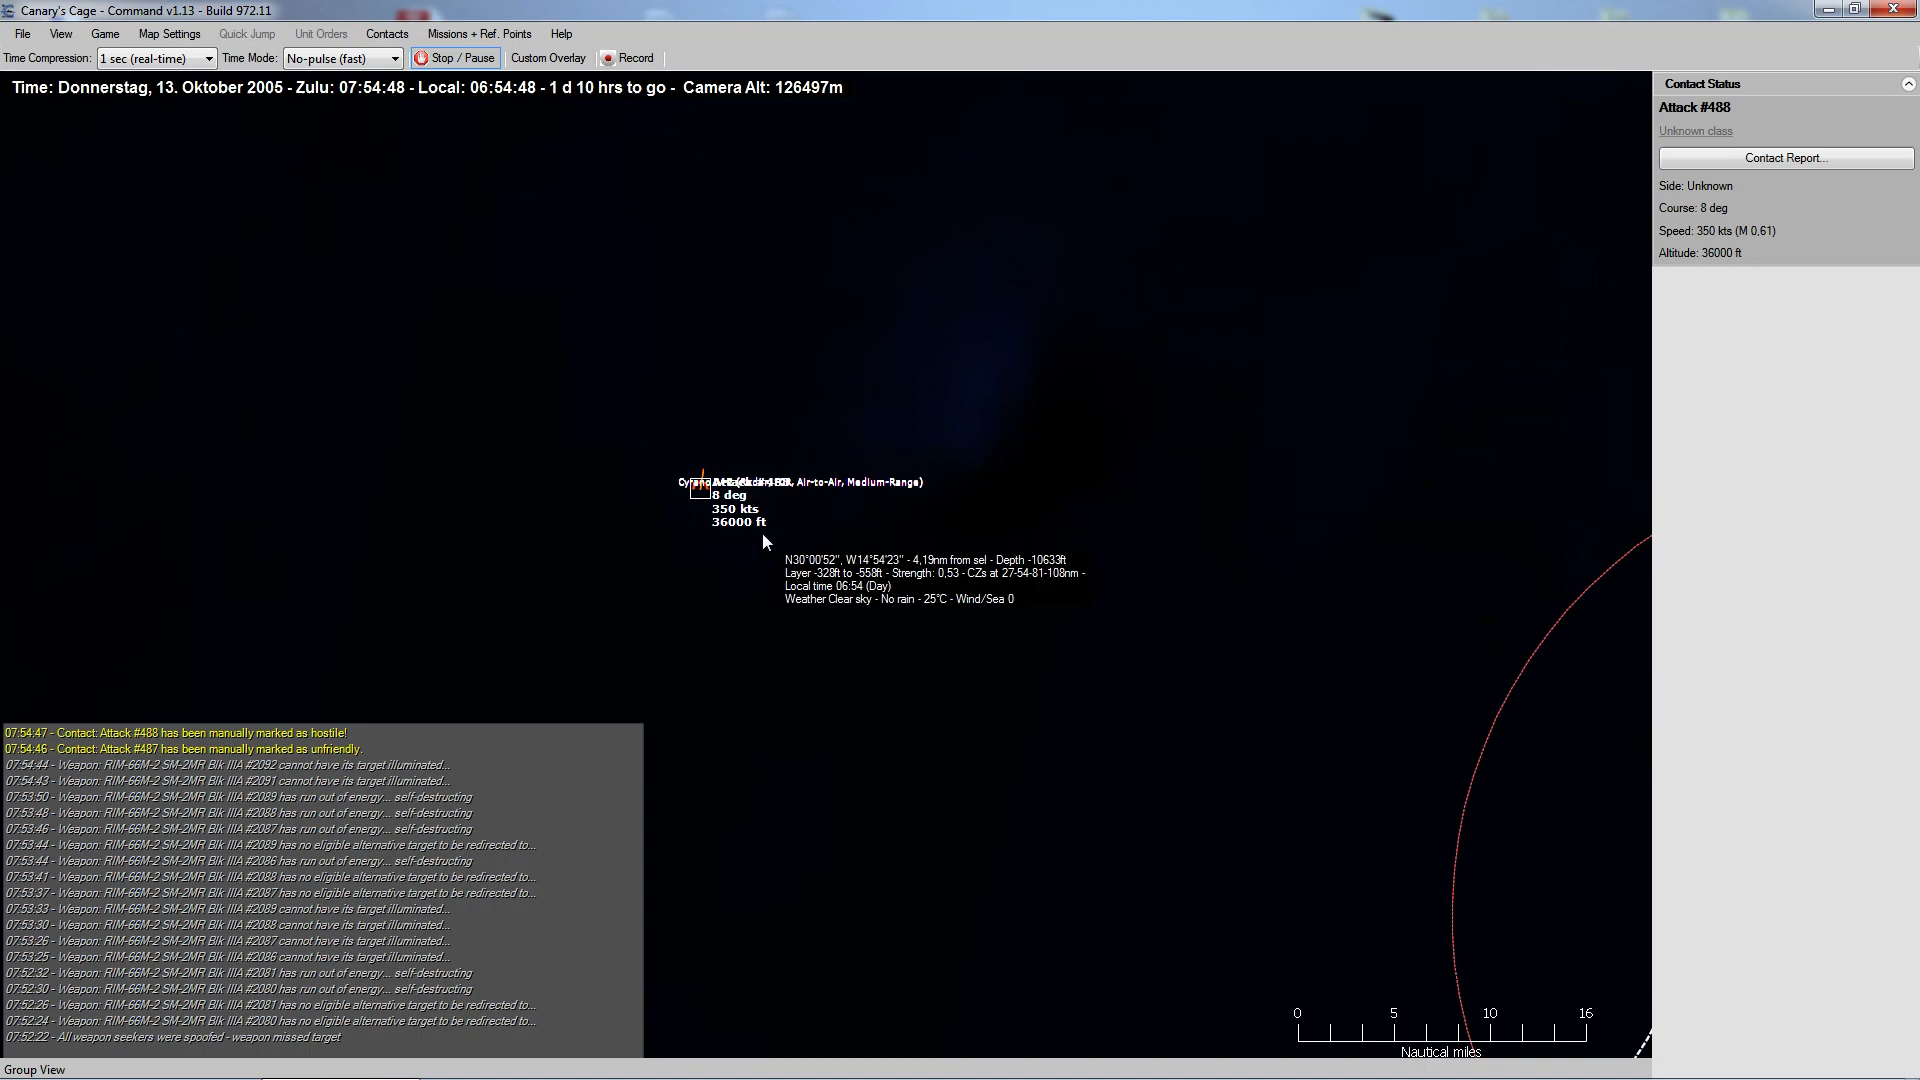 Canary's Cage - Command v1.13 - Build 972.11
File View Game Map Settings Quick Jump Unit Orders Contacts Missions + Ref. Points Help
Time Compression: 1 sec (real-time) Time Mode: No-pulse (fast) Stop / Pause Custom Overlay Record
Time: Donnerstag, 13. Oktober 2005 - Zulu: 07:54:48 - Local: 06:54:48 - 1 d 10 hrs to go - Camera Alt: 126497m
Contact Status
Attack #488
Unknown class
Contact Report...
Side: Unknown
Course: 8 deg
Speed: 350 kts (M 0,61)
Altitude: 36000 ft
Air-to-Air, Medium-Range)
8 deg
350 kts
36000 ft
N30°00'52", W14°54'23" - 4,19nm from sel - Depth -10633ft
Layer -328ft to -558ft - Strength: 0,53 - CZs at 27-54-81-108nm -
Local time 06:54 (Day)
Weather Clear sky - No rain - 25°C - Wind/Sea 0
07:54:47 - Contact: Attack #488 has been manually marked as hostile!
07:54:46 - Contact: Attack #487 has been manually marked as unfriendly.
07:54:44 - Weapon: RIM-66M-2 SM-2MR Blk IIIA #2092 cannot have its target illuminated...
07:54:43 - Weapon: RIM-66M-2 SM-2MR Blk IIIA #2091 cannot have its target illuminated...
07:53:50 - Weapon: RIM-66M-2 SM-2MR Blk IIIA #2089 has run out of energy... self-destructing
07:53:48 - Weapon: RIM-66M-2 SM-2MR Blk IIIA #2088 has run out of energy... self-destructing
07:53:46 - Weapon: RIM-66M-2 SM-2MR Blk IIIA #2087 has run out of energy... self-destructing
07:53:44 - Weapon: RIM-66M-2 SM-2MR Blk IIIA #2089 has no eligible alternative target to be redirected to...
07:53:44 - Weapon: RIM-66M-2 SM-2MR Blk IIIA #2086 has run out of energy... self-destructing
07:53:41 - Weapon: RIM-66M-2 SM-2MR Blk IIIA #2088 has no eligible alternative target to be redirected to...
07:53:37 - Weapon: RIM-66M-2 SM-2MR Blk IIIA #2087 has no eligible alternative target to be redirected to...
07:53:33 - Weapon: RIM-66M-2 SM-2MR Blk IIIA #2089 cannot have its target illuminated...
07:53:30 - Weapon: RIM-66M-2 SM-2MR Blk IIIA #2088 cannot have its target illuminated...
07:53:26 - Weapon: RIM-66M-2 SM-2MR Blk IIIA #2087 cannot have its target illuminated...
07:53:25 - Weapon: RIM-66M-2 SM-2MR Blk IIIA #2086 cannot have its target illuminated...
07:52:32 - Weapon: RIM-66M-2 SM-2MR Blk IIIA #2081 has run out of energy... self-destructing
07:52:30 - Weapon: RIM-66M-2 SM-2MR Blk IIIA #2080 has run out of energy... self-destructing
07:52:26 - Weapon: RIM-66M-2 SM-2MR Blk IIIA #2081 has no eligible alternative target to be redirected to...
07:52:24 - Weapon: RIM-66M-2 SM-2MR Blk IIIA #2080 has no eligible alternative target to be redirected to...
07:52:22 - All weapon seekers were spoofed - weapon missed target
0 5 10 16
Nautical miles
Group View